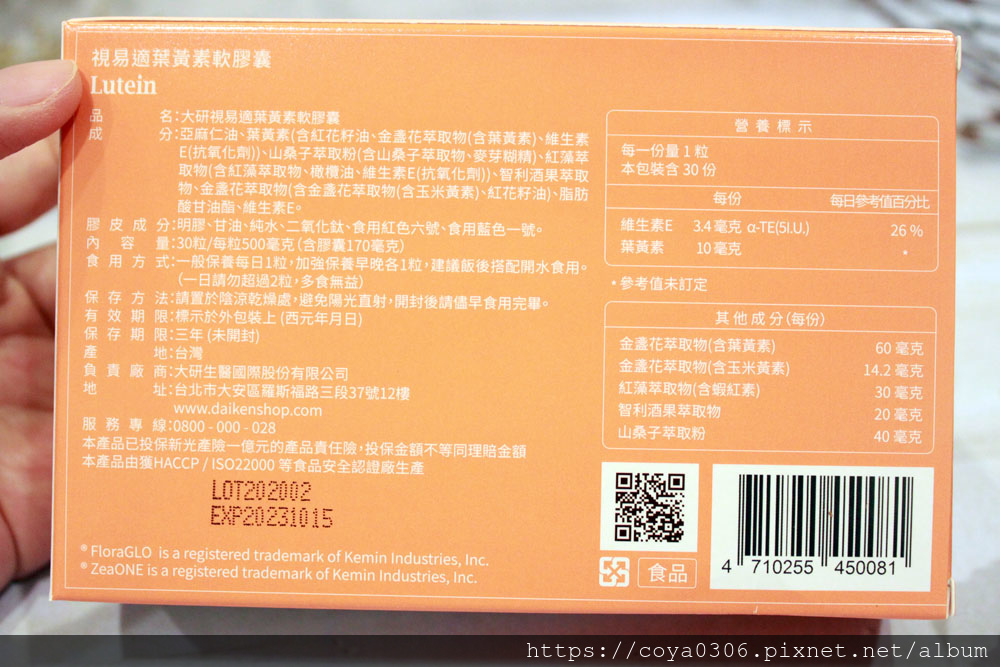 視易適葉黃素軟膠囊
Lutein
品名:大研視易適葉黃素軟膠囊
成分:亞麻仁油、葉黃素(含紅花籽油、金盞花萃取物(含葉黃素)、維生素
E(抗氧化劑))、山桑子萃取粉(含山桑子萃取物、麥芽糊精)、紅藻萃
取物(含紅藻萃取物、橄欖油、維生素E(抗氧化劑))、智利酒果萃取
物、金盞花萃取物(含金盞花萃取物(含玉米黃素)、紅花籽油)、脂肪
酸甘油酯、維生素E。
膠皮成分:明膠、甘油、純水、二氧化鈦、食用紅色六號、食用藍色一號。
內容量:30粒/每粒500毫克(含膠囊170毫克)
食用方式:一般保養每日1粒,加強保養早晚各1粒,建議飯後搭配開水食用。
(一日請勿超過2粒,多食無益)
保存方法:請置於陰涼乾燥處,避免陽光直射,開封後請儘早食用完畢。
有效期限:標示於外包裝上(西元年月日)
保存期限:三年(未開封)
產地:台灣
負責廠商:大研生醫國際股份有限公司
地址:台北市大安區羅斯福路三段37號12樓
www.daikenshop.com
服務專線:0800-000-028
本產品已投保新光產險一億元的產品責任險,投保金額不等同理賠金額
本產品由獲HACCP/ISO22000等食品安全認證廠生產
LOT202002
EXP20231015
® FloraGLO is a registered trademark of Kemin Industries, Inc.
® ZeaONE is a registered trademark of Kemin Industries, Inc.
營養標示
每一份量1粒
本包裝含30份
每份 每日參考值百分比
維生素E 3.4毫克 α-TE(5I.U.) 26%
葉黃素 10毫克 *
*參考值未訂定
其他成分(每份)
金盞花萃取物(含葉黃素) 60毫克
金盞花萃取物(含玉米黃素) 14.2毫克
紅藻萃取物(含蝦紅素) 30毫克
智利酒果萃取物 20毫克
山桑子萃取粉 40毫克
食品
4 710255 450081
https://coya0306.pixnet.net/album